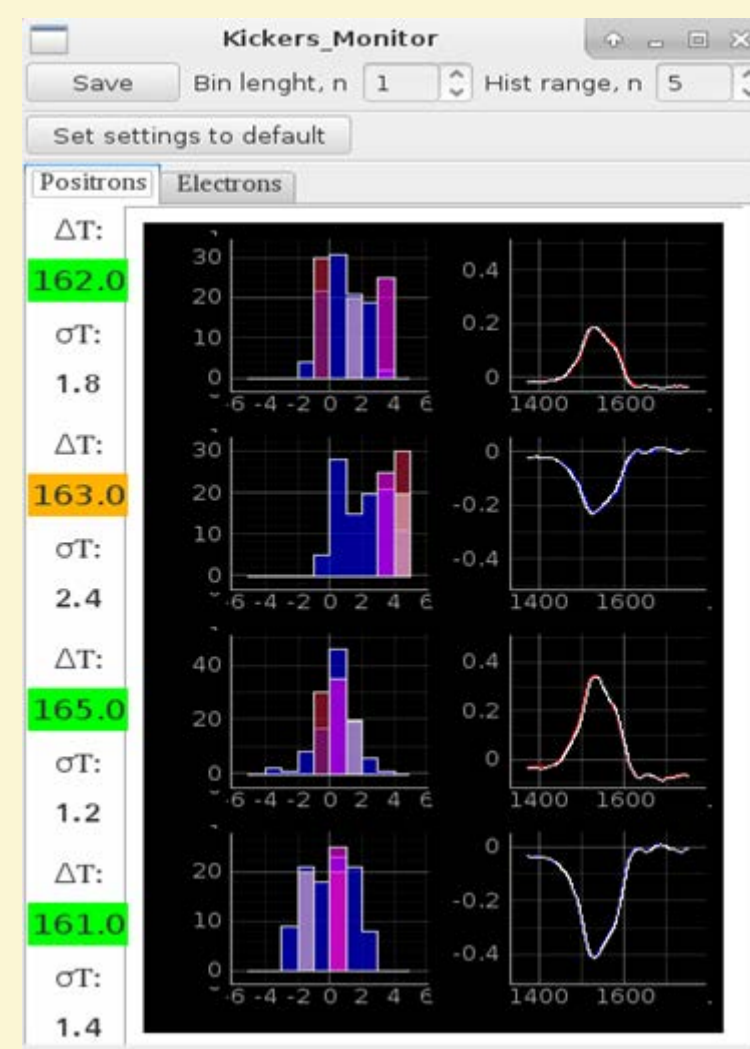 Kickers_Monitor
Save Bin lenght, n 1 Hist range, n 5
Set settings to default
Positrons Electrons
ΔT:
162.0
σT:
1.8
30
20
10
0
-6 -4 -2 0 2 4 6
0.4
0.2
0
1400 1600
ΔT:
163.0
σT:
2.4
30
20
10
0
-6 -4 -2 0 2 4 6
0
-0.2
-0.4
1400 1600
ΔT:
165.0
σT:
1.2
40
20
0
-6 -4 -2 0 2 4 6
0.4
0.2
0
1400 1600
ΔT:
161.0
σT:
1.4
20
10
0
-6 -4 -2 0 2 4 6
0
-0.2
-0.4
1400 1600